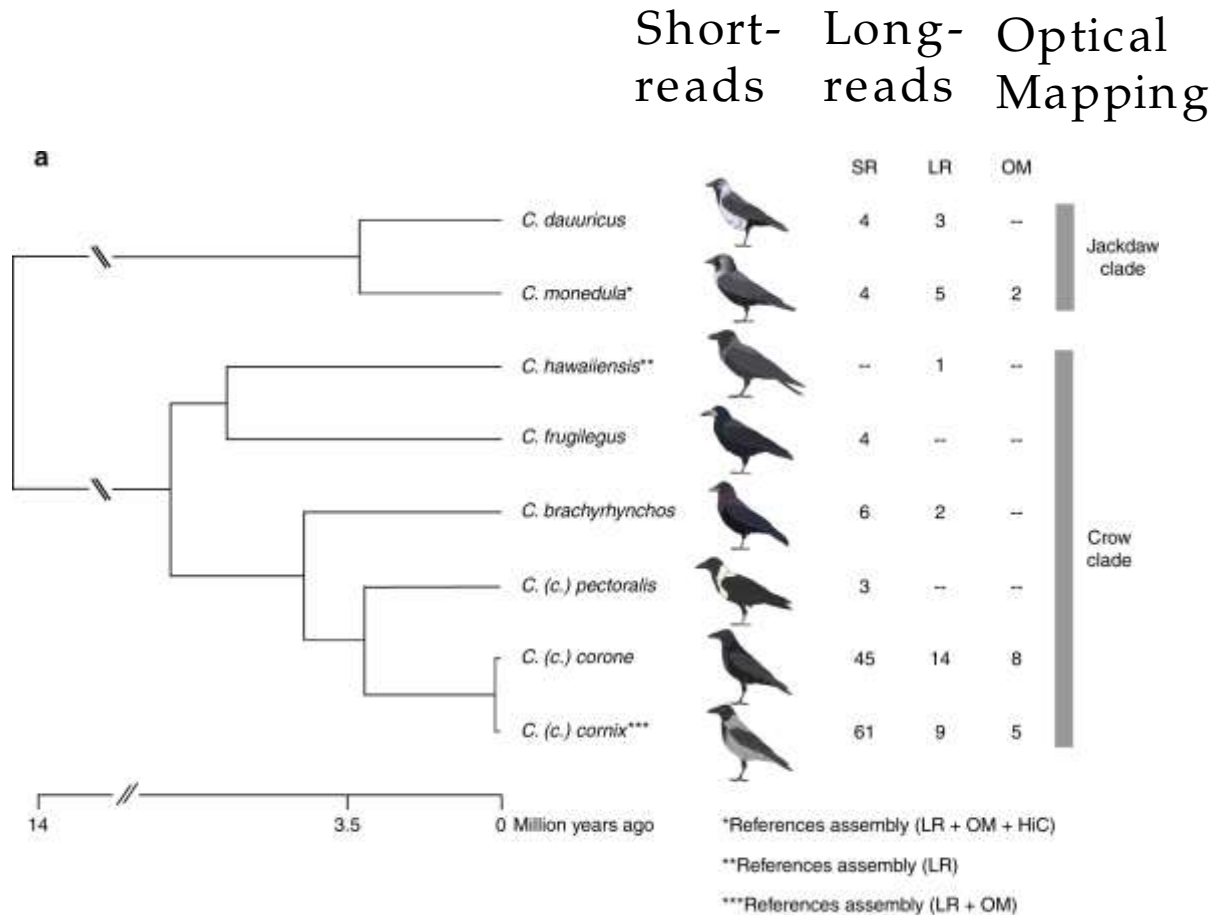 Short- Long- Optical
reads reads Mapping
a
SR LR OM
C. dauuricus 4 3 --
Jackdaw
clade
C. monedula* 4 5 2
C. hawaiiensis** -- 1 --
C. frugilegus 4 -- --
C. brachyrhynchos 6 2 --
Crow
clade
C. (c.) pectoralis 3 -- --
C. (c.) corone 45 14 8
C. (c.) cornix*** 61 9 5
14 3.5 0 Million years ago
*References assembly (LR + OM + HiC)
**References assembly (LR)
***References assembly (LR + OM)